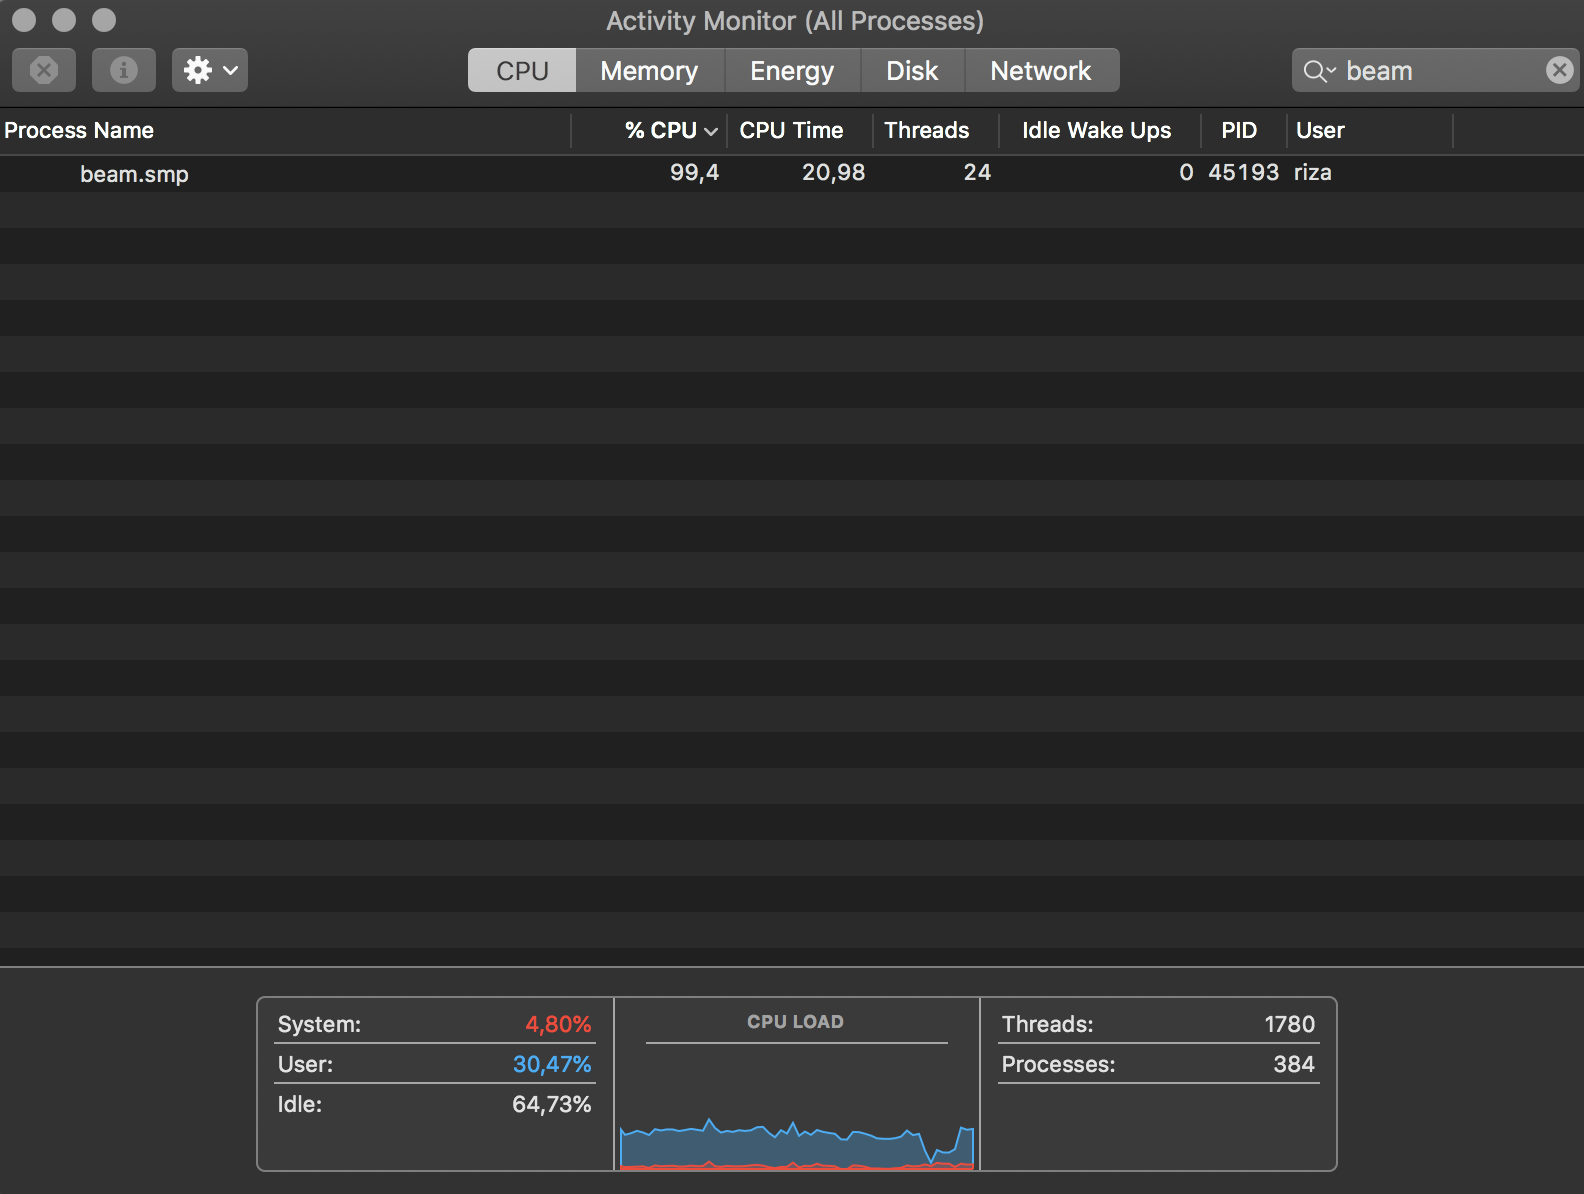 Activity Monitor (All Processes)
CPU Memory Energy Disk Network beam
Process Name % CPU CPU Time Threads Idle Wake Ups PID User
beam.smp 99,4 20,98 24 0 45193 riza
System: 4,80%
User: 30,47%
Idle: 64,73%
CPU LOAD
Threads: 1780
Processes: 384